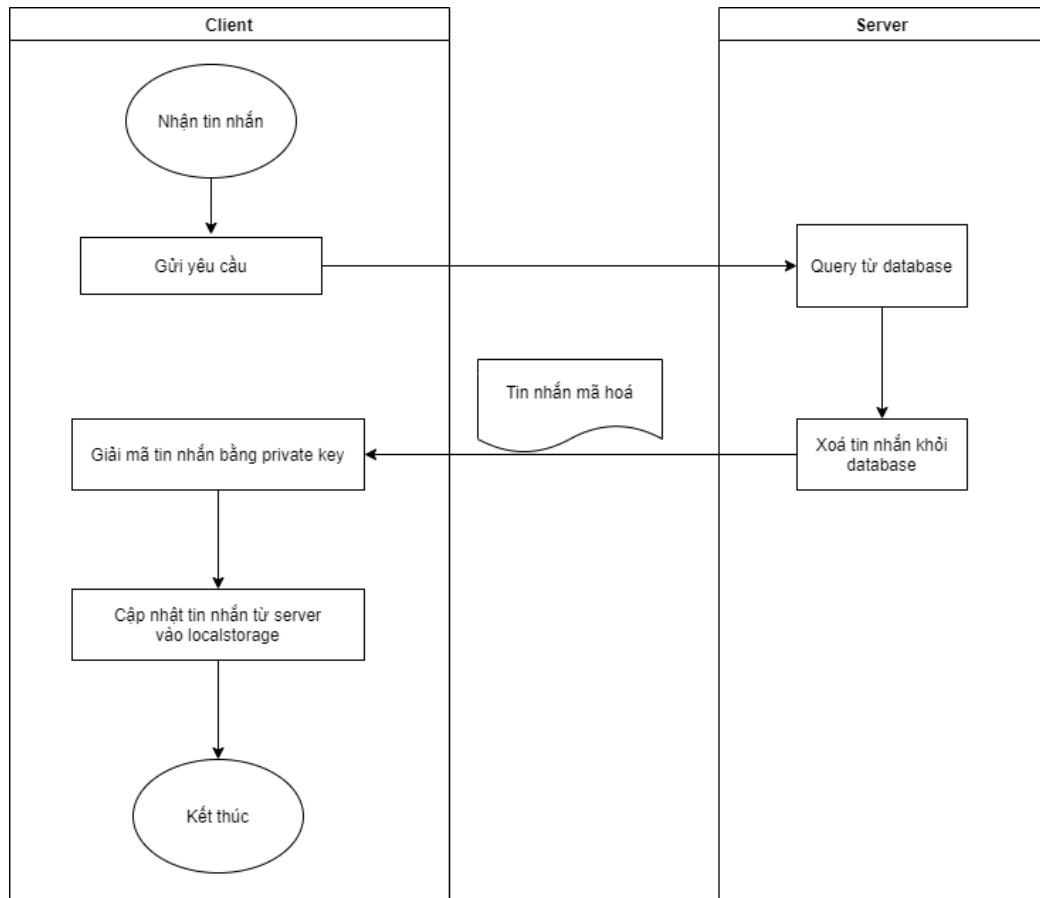 Client
Server
Nhận tin nhắn
Gửi yêu cầu
Query từ database
Tin nhắn mã hoá
Giải mã tin nhắn bằng private key
Xoá tin nhắn khỏi
database
Cập nhật tin nhắn từ server
vào localstorage
Kết thúc